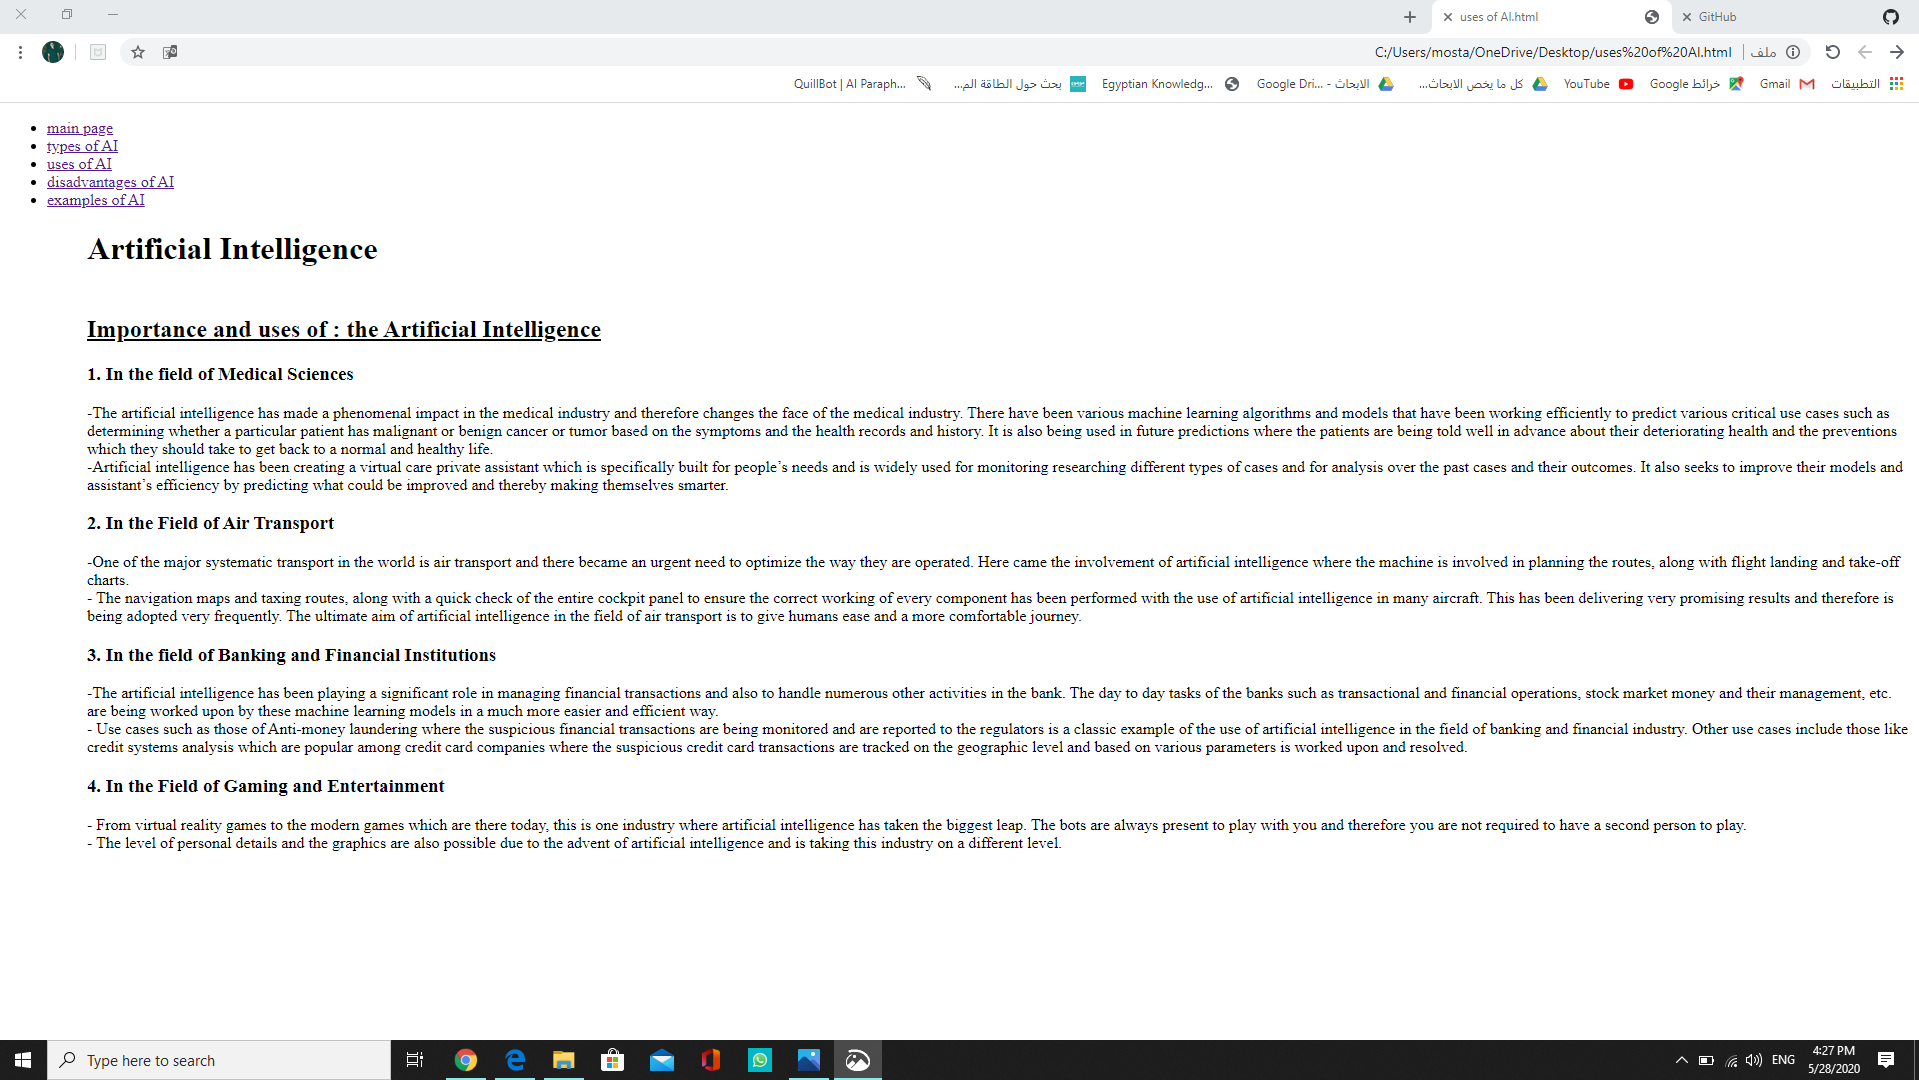 uses of AI.html
GitHub
C:/Users/mosta/OneDrive/Desktop/uses%20of%20AI.html
ملف
التطبيقات
Gmail
خرائط Google
YouTube
كل ما يخص الابحاث...
الابحاث - Google Dri...
Egyptian Knowledg...
بحث حول الطاقة الم...
QuillBot | AI Paraph...
main page
types of AI
uses of AI
disadvantages of AI
examples of AI
Artificial Intelligence
Importance and uses of : the Artificial Intelligence
1. In the field of Medical Sciences
-The artificial intelligence has made a phenomenal impact in the medical industry and therefore changes the face of the medical industry. There have been various machine learning algorithms and models that have been working efficiently to predict various critical use cases such as
determining whether a particular patient has malignant or benign cancer or tumor based on the symptoms and the health records and history. It is also being used in future predictions where the patients are being told well in advance about their deteriorating health and the preventions
which they should take to get back to a normal and healthy life.
-Artificial intelligence has been creating a virtual care private assistant which is specifically built for people’s needs and is widely used for monitoring researching different types of cases and for analysis over the past cases and their outcomes. It also seeks to improve their models and
assistant’s efficiency by predicting what could be improved and thereby making themselves smarter.
2. In the Field of Air Transport
-One of the major systematic transport in the world is air transport and there became an urgent need to optimize the way they are operated. Here came the involvement of artificial intelligence where the machine is involved in planning the routes, along with flight landing and take-off
charts.
- The navigation maps and taxing routes, along with a quick check of the entire cockpit panel to ensure the correct working of every component has been performed with the use of artificial intelligence in many aircraft. This has been delivering very promising results and therefore is
being adopted very frequently. The ultimate aim of artificial intelligence in the field of air transport is to give humans ease and a more comfortable journey.
3. In the field of Banking and Financial Institutions
-The artificial intelligence has been playing a significant role in managing financial transactions and also to handle numerous other activities in the bank. The day to day tasks of the banks such as transactional and financial operations, stock market money and their management, etc.
are being worked upon by these machine learning models in a much more easier and efficient way.
- Use cases such as those of Anti-money laundering where the suspicious financial transactions are being monitored and are reported to the regulators is a classic example of the use of artificial intelligence in the field of banking and financial industry. Other use cases include those like
credit systems analysis which are popular among credit card companies where the suspicious credit card transactions are tracked on the geographic level and based on various parameters is worked upon and resolved.
4. In the Field of Gaming and Entertainment
- From virtual reality games to the modern games which are there today, this is one industry where artificial intelligence has taken the biggest leap. The bots are always present to play with you and therefore you are not required to have a second person to play.
- The level of personal details and the graphics are also possible due to the advent of artificial intelligence and is taking this industry on a different level.
Type here to search
ENG
4:27 PM
5/28/2020